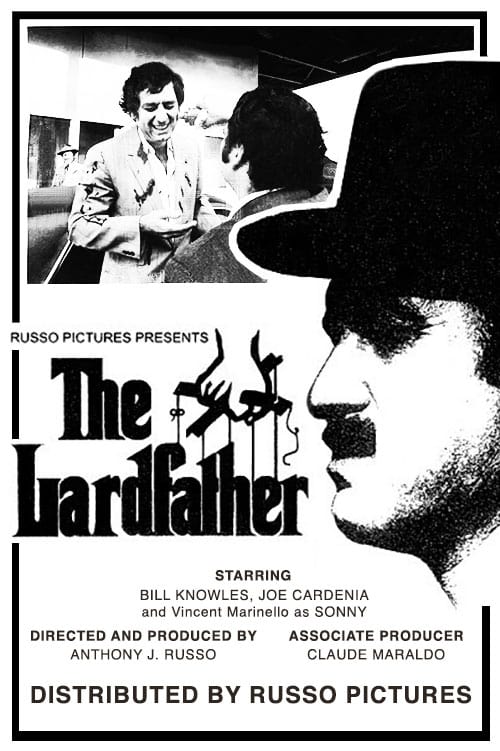 RUSSO PICTURES PRESENTS
The
Lardfather
STARRING
BILL KNOWLES, JOE CARDENIA
and Vincent Marinello as SONNY
DIRECTED AND PRODUCED BY
ANTHONY J. RUSSO
ASSOCIATE PRODUCER
CLAUDE MARALDO
DISTRIBUTED BY RUSSO PICTURES